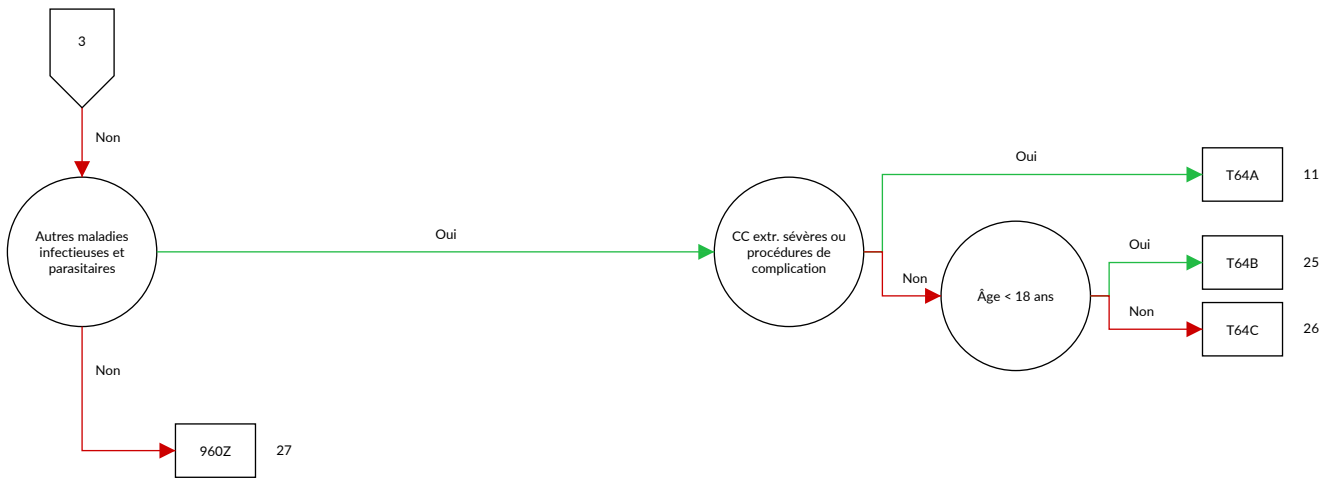 3
Non
Autres maladies
infectieuses et
parasitaires
Oui
CC extr. sévères ou
procédures de
complication
Oui
T64A
11
Non
Âge < 18 ans
Oui
T64B
25
Non
T64C
26
Non
960Z
27